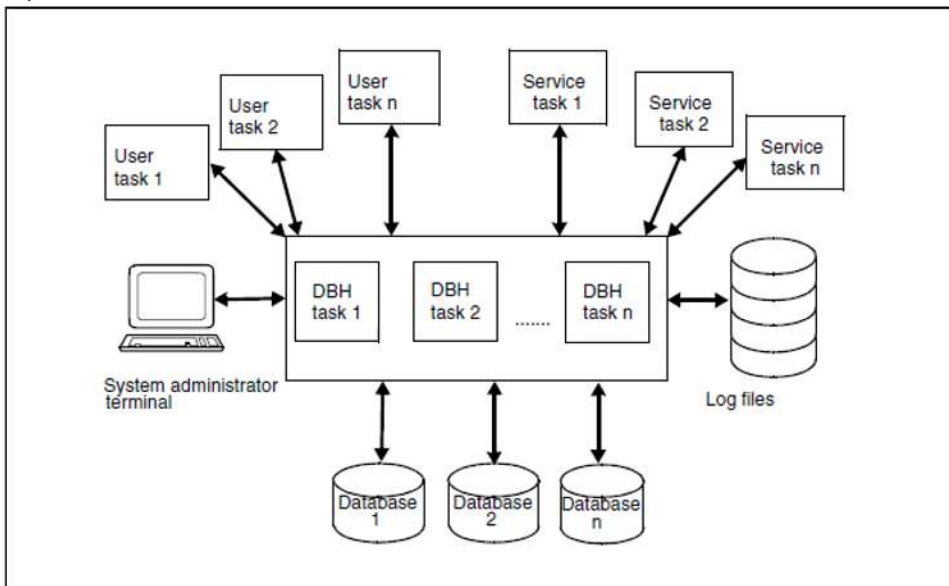 User
task 1
User
task 2
User
task n
Service
task 1
Service
task 2
Service
task n
DBH
task 1
DBH
task 2
.......
DBH
task n
System administrator
terminal
Log files
Database
1
Database
2
Database
n